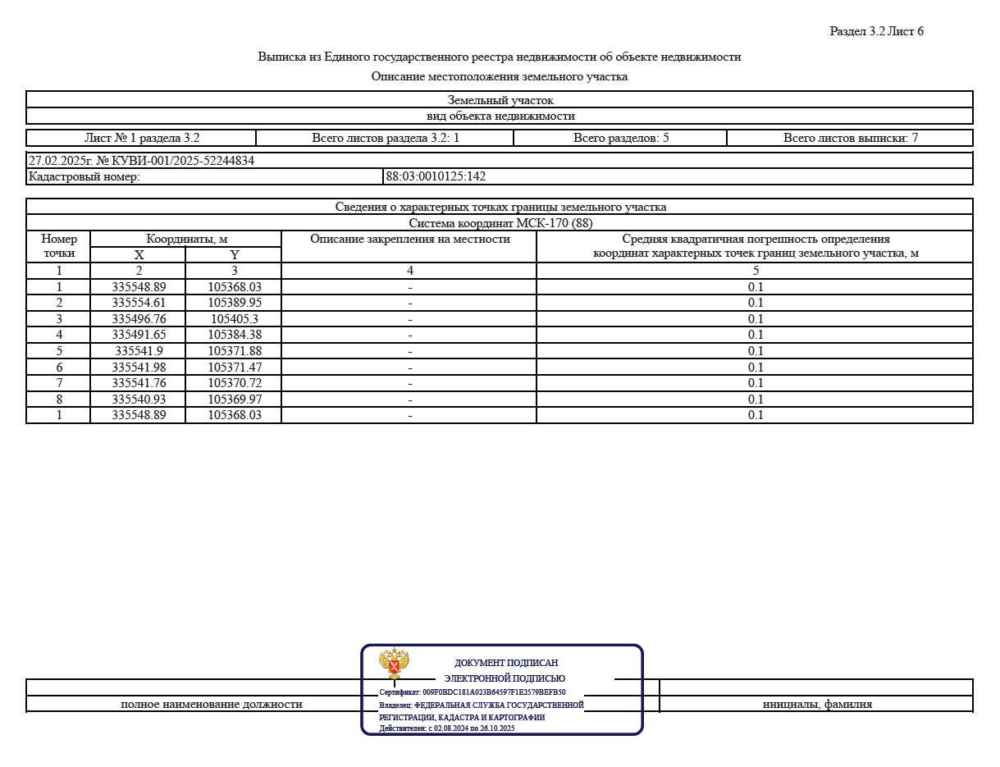 Раздел 3.2 Лист 6
Выписка из Единого государственного реестра недвижимости об объекте недвижимости
Описание местоположения земельного участка
Земельный участок
вид объекта недвижимости
Лист № 1 раздела 3.2 Всего листов раздела 3.2: 1 Всего разделов: 5 Всего листов выписки: 7
27.02.2025г. № КУВИ-001/2025-52244834
Кадастровый номер: 88:03:0010125:142
Сведения о характерных точках границы земельного участка
Система координат МСК-170 (88)
Номер точки Координаты, м Описание закрепления на местности Средняя квадратичная погрешность определения
координат характерных точек границ земельного участка, м
X Y
1 2 3 4 5
1 335548.89 105368.03 - 0.1
2 335554.61 105389.95 - 0.1
3 335496.76 105405.3 - 0.1
4 335491.65 105384.38 - 0.1
5 335541.9 105371.88 - 0.1
6 335541.98 105371.47 - 0.1
7 335541.76 105370.72 - 0.1
8 335540.93 105369.97 - 0.1
1 335548.89 105368.03 - 0.1
ДОКУМЕНТ ПОДПИСАН
ЭЛЕКТРОННОЙ ПОДПИСЬЮ
Сертификат: 009F0BDC181A023B64597F1E2579BEFB50
Владелец: ФЕДЕРАЛЬНАЯ СЛУЖБА ГОСУДАРСТВЕННОЙ
РЕГИСТРАЦИИ, КАДАСТРА И КАРТОГРАФИИ
Действителен: с 02.08.2024 по 26.10.2025
полное наименование должности инициалы, фамилия